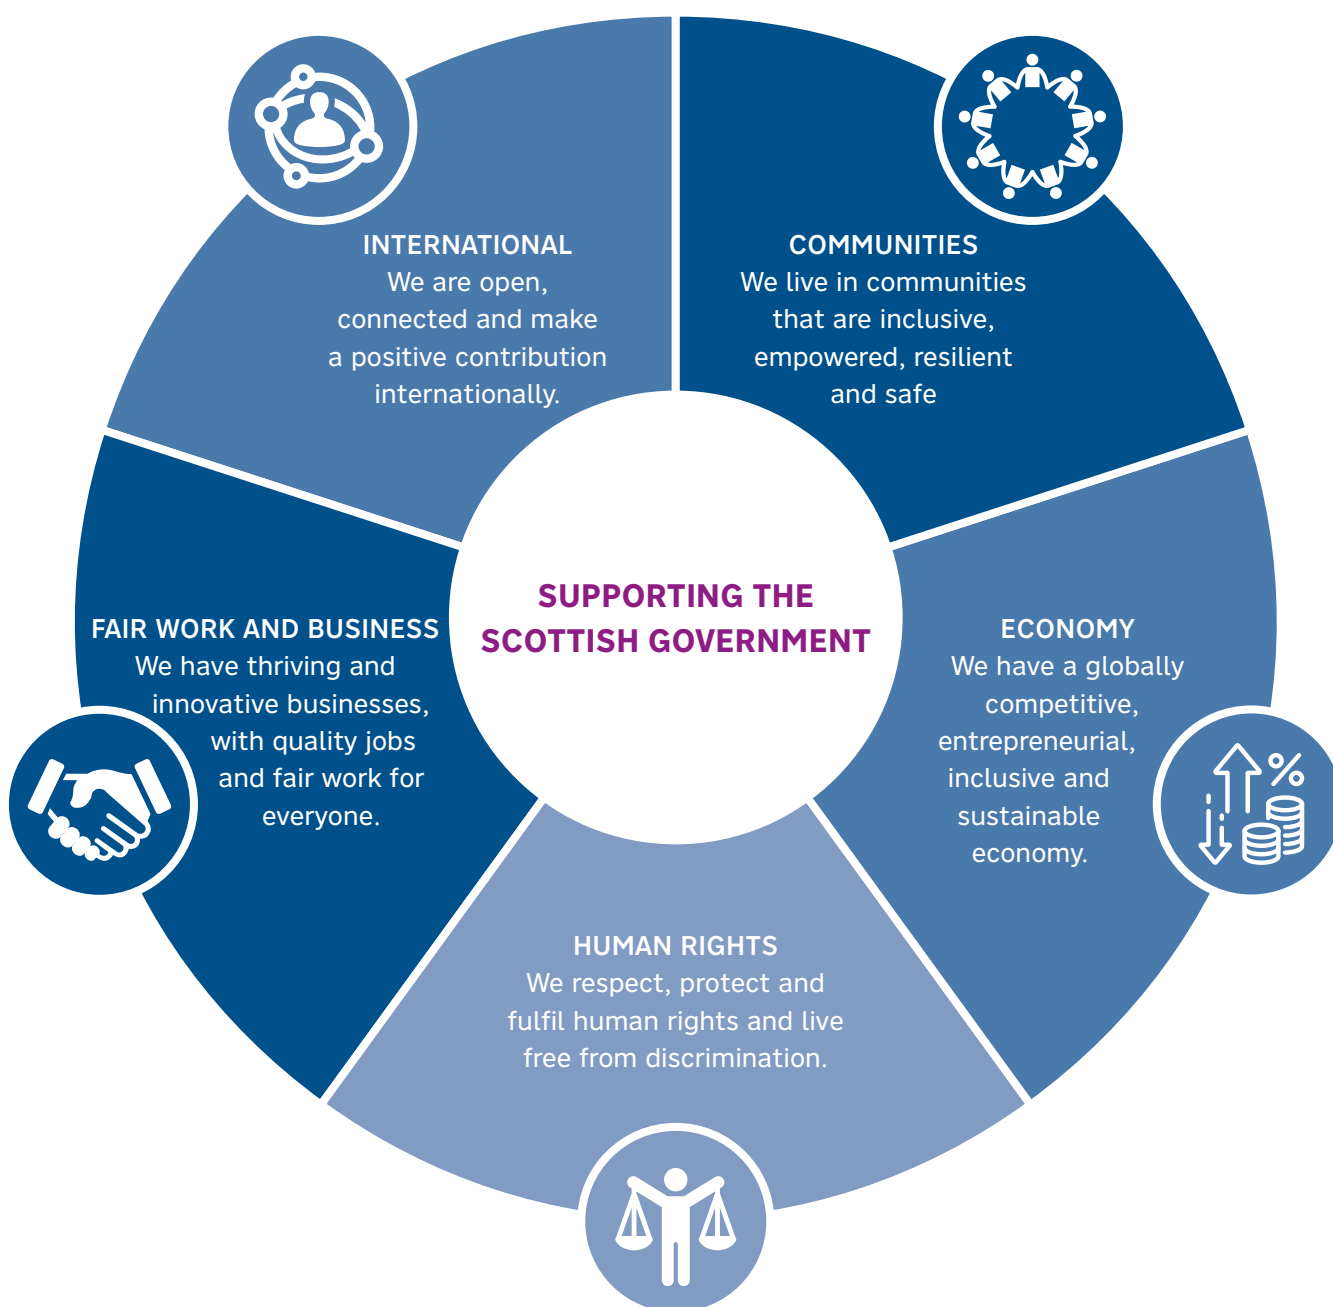 INTERNATIONAL
We are open,
connected and make
a positive contribution
internationally.
COMMUNITIES
We live in communities
that are inclusive,
empowered, resilient
and safe
SUPPORTING THE
SCOTTISH GOVERNMENT
FAIR WORK AND BUSINESS
We have thriving and
innovative businesses,
with quality jobs
and fair work for
everyone.
ECONOMY
We have a globally
competitive,
entrepreneurial,
inclusive and
sustainable
economy.
%
HUMAN RIGHTS
We respect, protect and
fulfil human rights and live
free from discrimination.